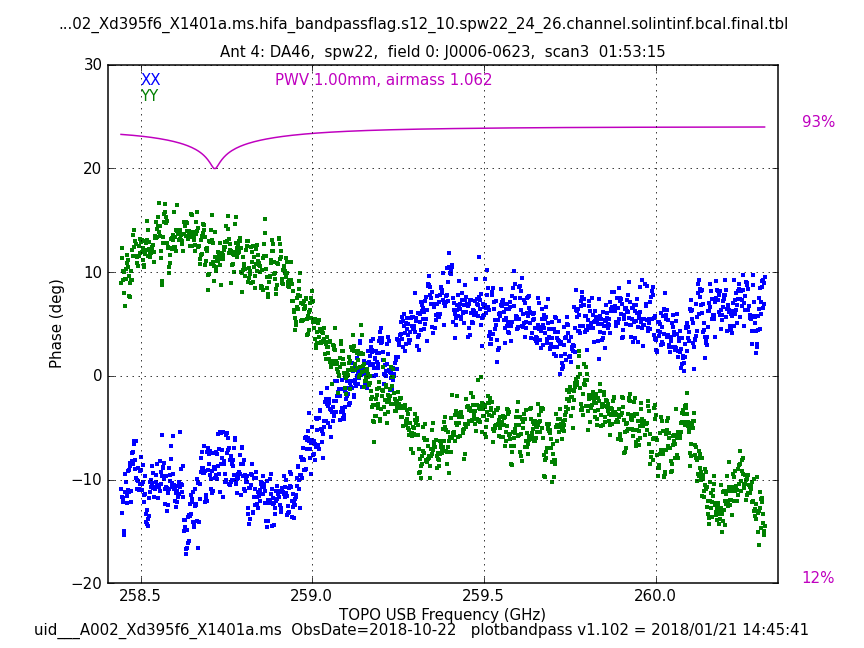 ...02_Xd395f6_X1401a.ms.hifa_bandpassflag.s12_10.spw22_24_26.channel.solintinf.bcal.final.tbl
Ant 4: DA46,  spw22,  field 0: J0006-0623,  scan3  01:53:15
30
XX
PWV 1.00mm, airmass 1.062
YY
93%
20
10
Phase (deg)
0
−10
−20
12%
258.5
259.0
259.5
260.0
TOPO USB Frequency (GHz)
uid___A002_Xd395f6_X1401a.ms  ObsDate=2018-10-22   plotbandpass v1.102 = 2018/01/21 14:45:41